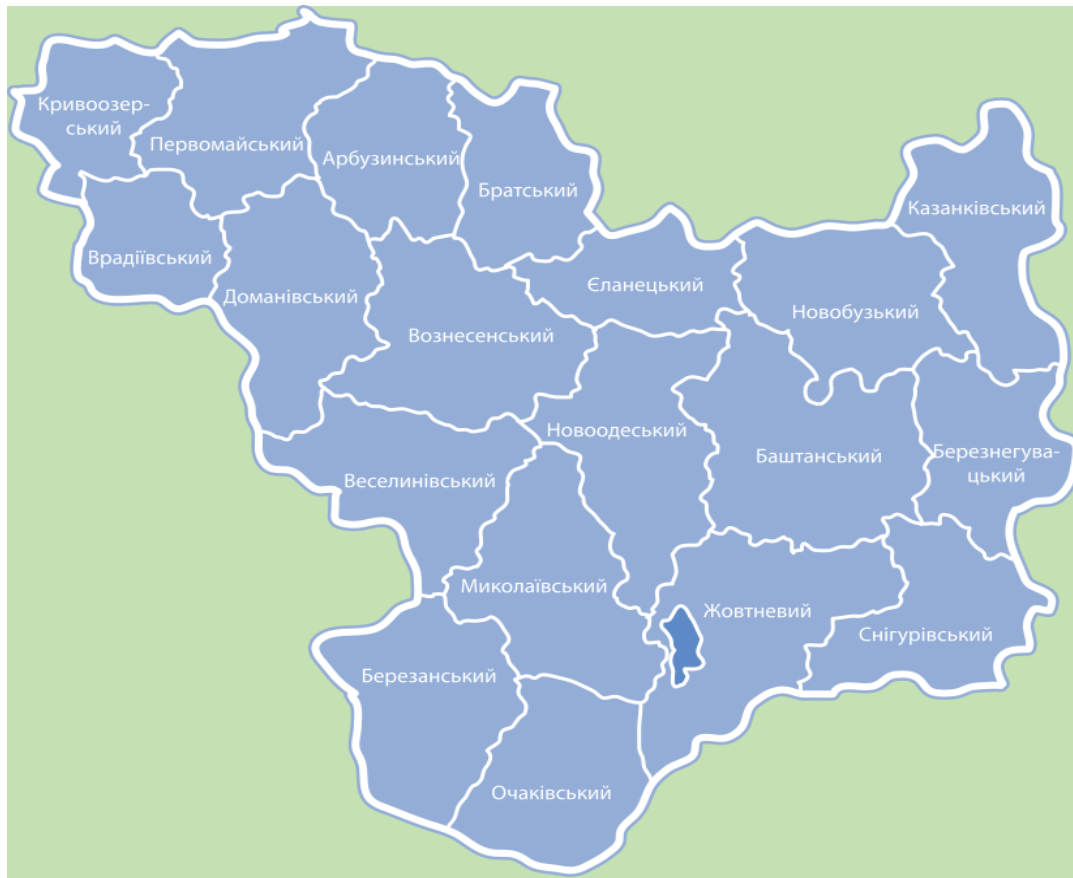 Кривоозер-
ський
Первомайський
Арбузинський
Братський
Казанківський
Врадіївський
Доманівський
Єланецький
Новобузький
Вознесенський
Новоодеський
Баштанський
Березнегува-
цький
Веселинівський
Миколаївський
Жовтневий
Снігурівський
Березанський
Очаківський